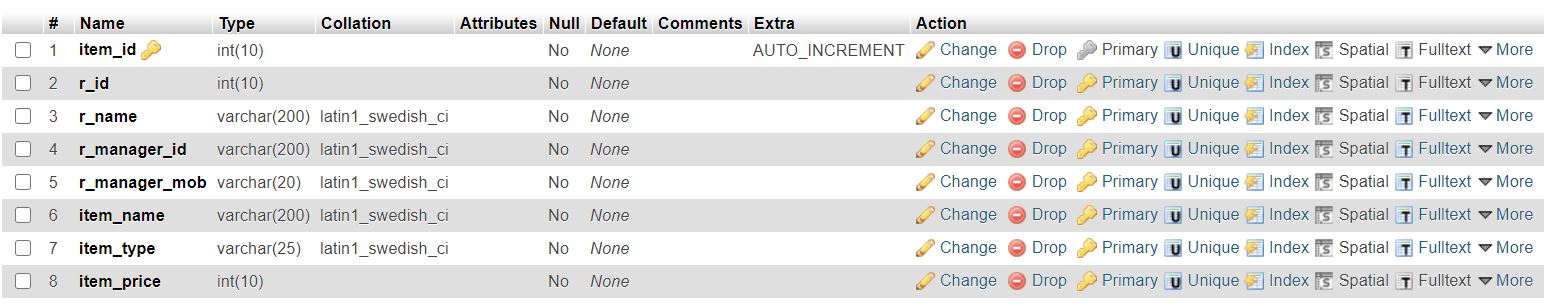 # Name Type Collation Attributes Null Default Comments Extra Action
1 item_id int(10) No None AUTO_INCREMENT Change Drop Primary Unique Index Spatial Fulltext More
2 r_id int(10) No None Change Drop Primary Unique Index Spatial Fulltext More
3 r_name varchar(200) latin1_swedish_ci No None Change Drop Primary Unique Index Spatial Fulltext More
4 r_manager_id varchar(200) latin1_swedish_ci No None Change Drop Primary Unique Index Spatial Fulltext More
5 r_manager_mob varchar(20) latin1_swedish_ci No None Change Drop Primary Unique Index Spatial Fulltext More
6 item_name varchar(200) latin1_swedish_ci No None Change Drop Primary Unique Index Spatial Fulltext More
7 item_type varchar(25) latin1_swedish_ci No None Change Drop Primary Unique Index Spatial Fulltext More
8 item_price int(10) No None Change Drop Primary Unique Index Spatial Fulltext More